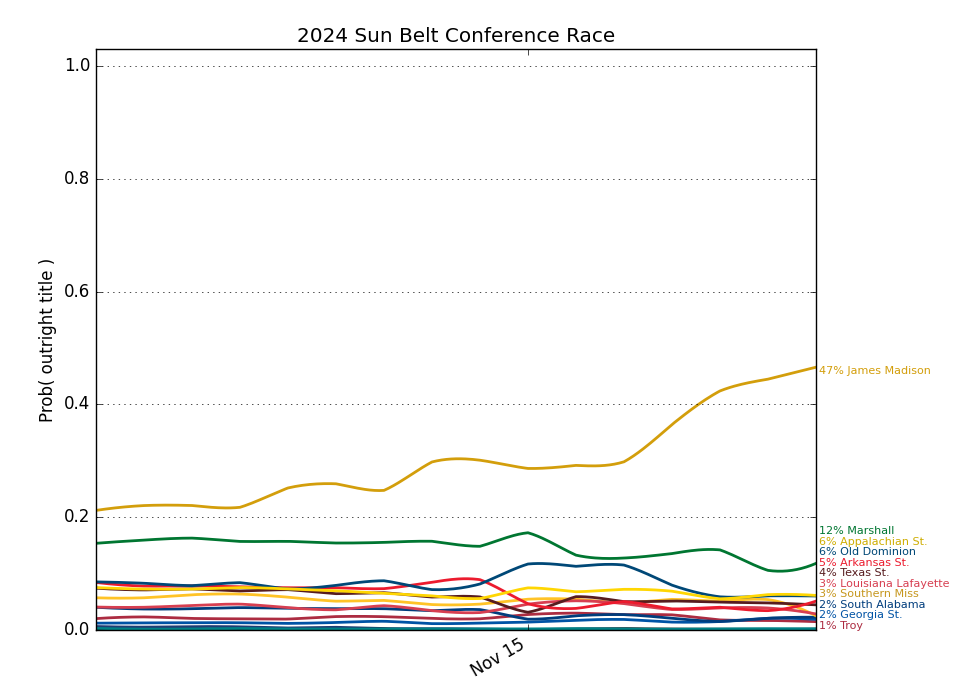 2024 Sun Belt Conference Race
1.0
0.8
0.6
0.4
0.2
0.0
Prob( outright title )
Nov 15
47% James Madison
12% Marshall
6% Appalachian St.
6% Old Dominion
5% Arkansas St.
4% Texas St.
3% Louisiana Lafayette
3% Southern Miss
2% South Alabama
2% Georgia St.
1% Troy